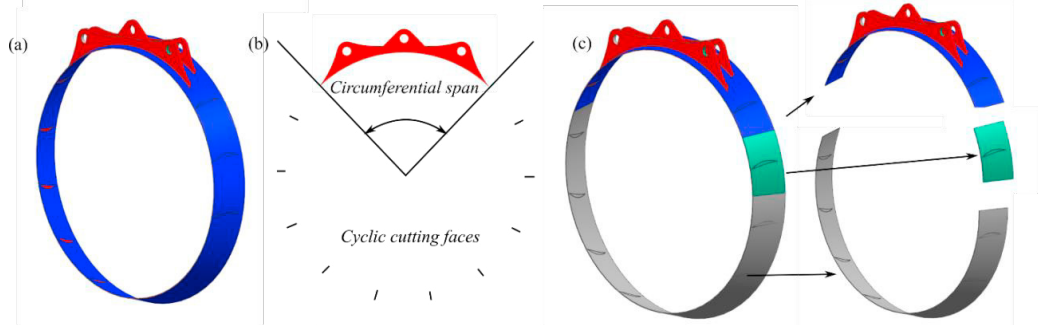 (a)
(b)
Circumferential span
Cyclic cutting faces
(c)